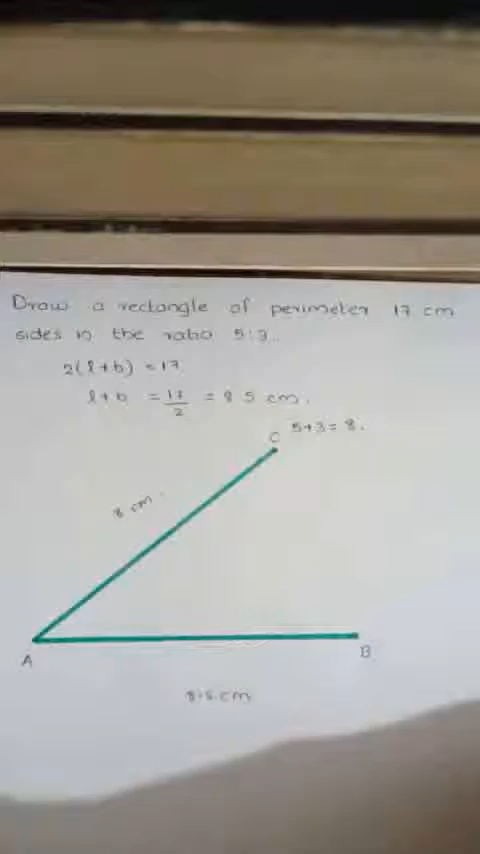 Draw a rectangle of perimeter 17 cm
sides in the ratio 5:3.
2(l+b) = 17
l+b = 17/2 = 8.5 cm.
5+3 = 8.
C
8 cm.
A
B
8.5 cm